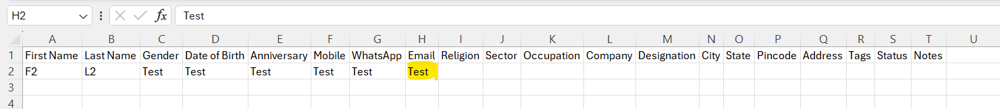 H2 fx Test
A B C D E F G H I J K L M N O P Q R S T U
1 First Name Last Name Gender Date of Birth Anniversary Mobile WhatsApp Email Religion Sector Occupation Company Designation City State Pincode Address Tags Status Notes
2 F2 L2 Test Test Test Test Test Test
3
4